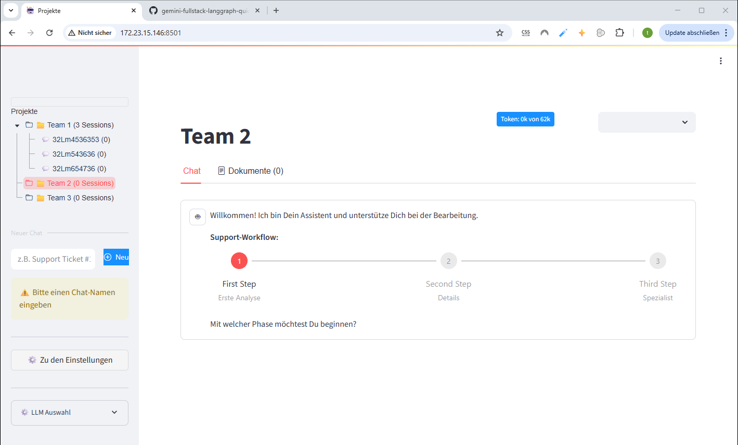 Projekte
gemini-fullstack-langgraph-qui
Nicht sicher
172.23.15.146:8501
Update abschließen
Projekte
Team 1 (3 Sessions)
32Lm4536353 (0)
32Lm543636 (0)
32Lm654736 (0)
Team 2 (0 Sessions)
Team 3 (0 Sessions)
Neuer Chat
z.B. Support Ticket #:
Neu
Bitte einen Chat-Namen
eingeben
Zu den Einstellungen
LLM Auswahl
Token: 0k von 62k
Team 2
Chat
Dokumente (0)
Willkommen! Ich bin Dein Assistent und unterstütze Dich bei der Bearbeitung.
Support-Workflow:
1
2
3
First Step
Second Step
Third Step
Erste Analyse
Details
Spezialist
Mit welcher Phase möchtest Du beginnen?